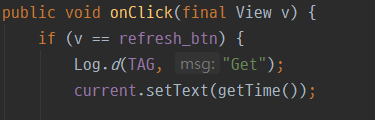 public void onClick(final View v) {
if (v == refresh_btn) {
Log.d(TAG, msg: "Get");
current.setText(getTime());